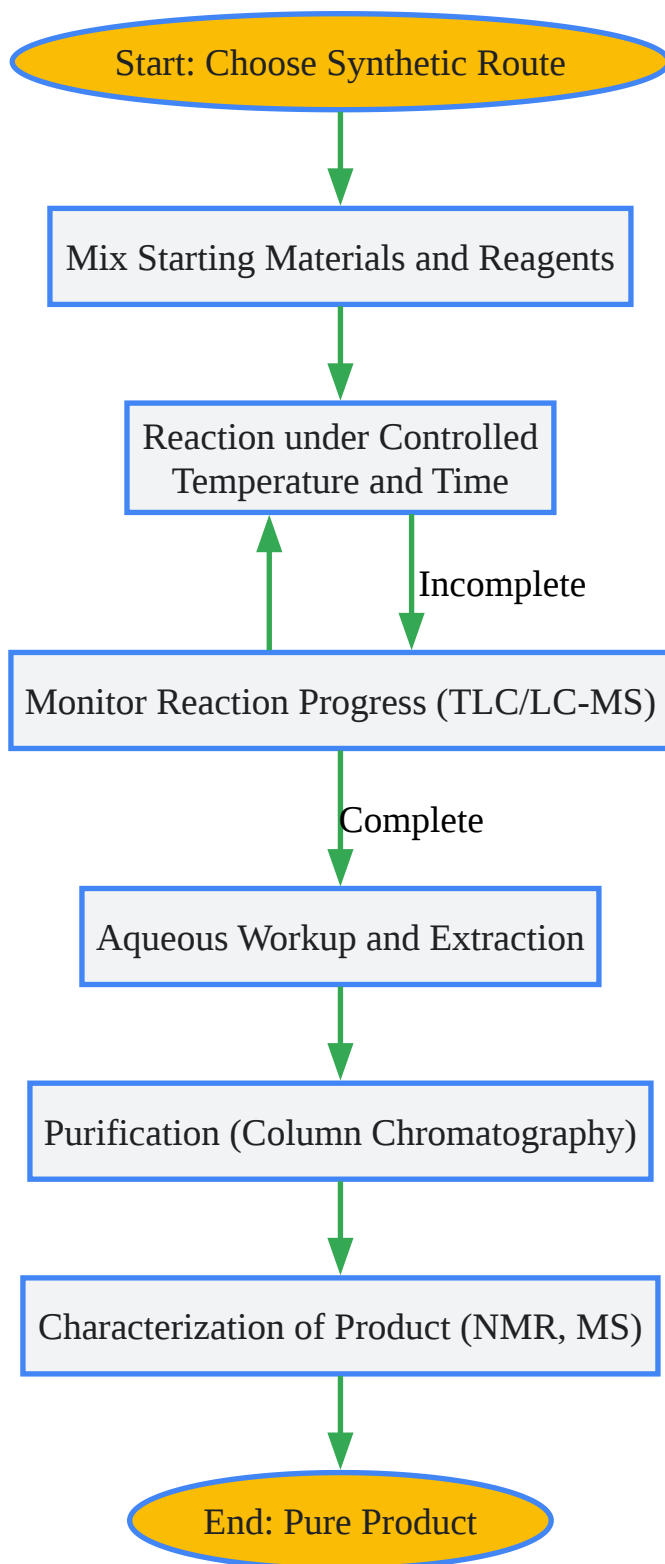 Start: Choose Synthetic Route
Mix Starting Materials and Reagents
Reaction under Controlled
Temperature and Time
Incomplete
Monitor Reaction Progress (TLC/LC-MS)
Complete
Aqueous Workup and Extraction
Purification (Column Chromatography)
Characterization of Product (NMR, MS)
End: Pure Product